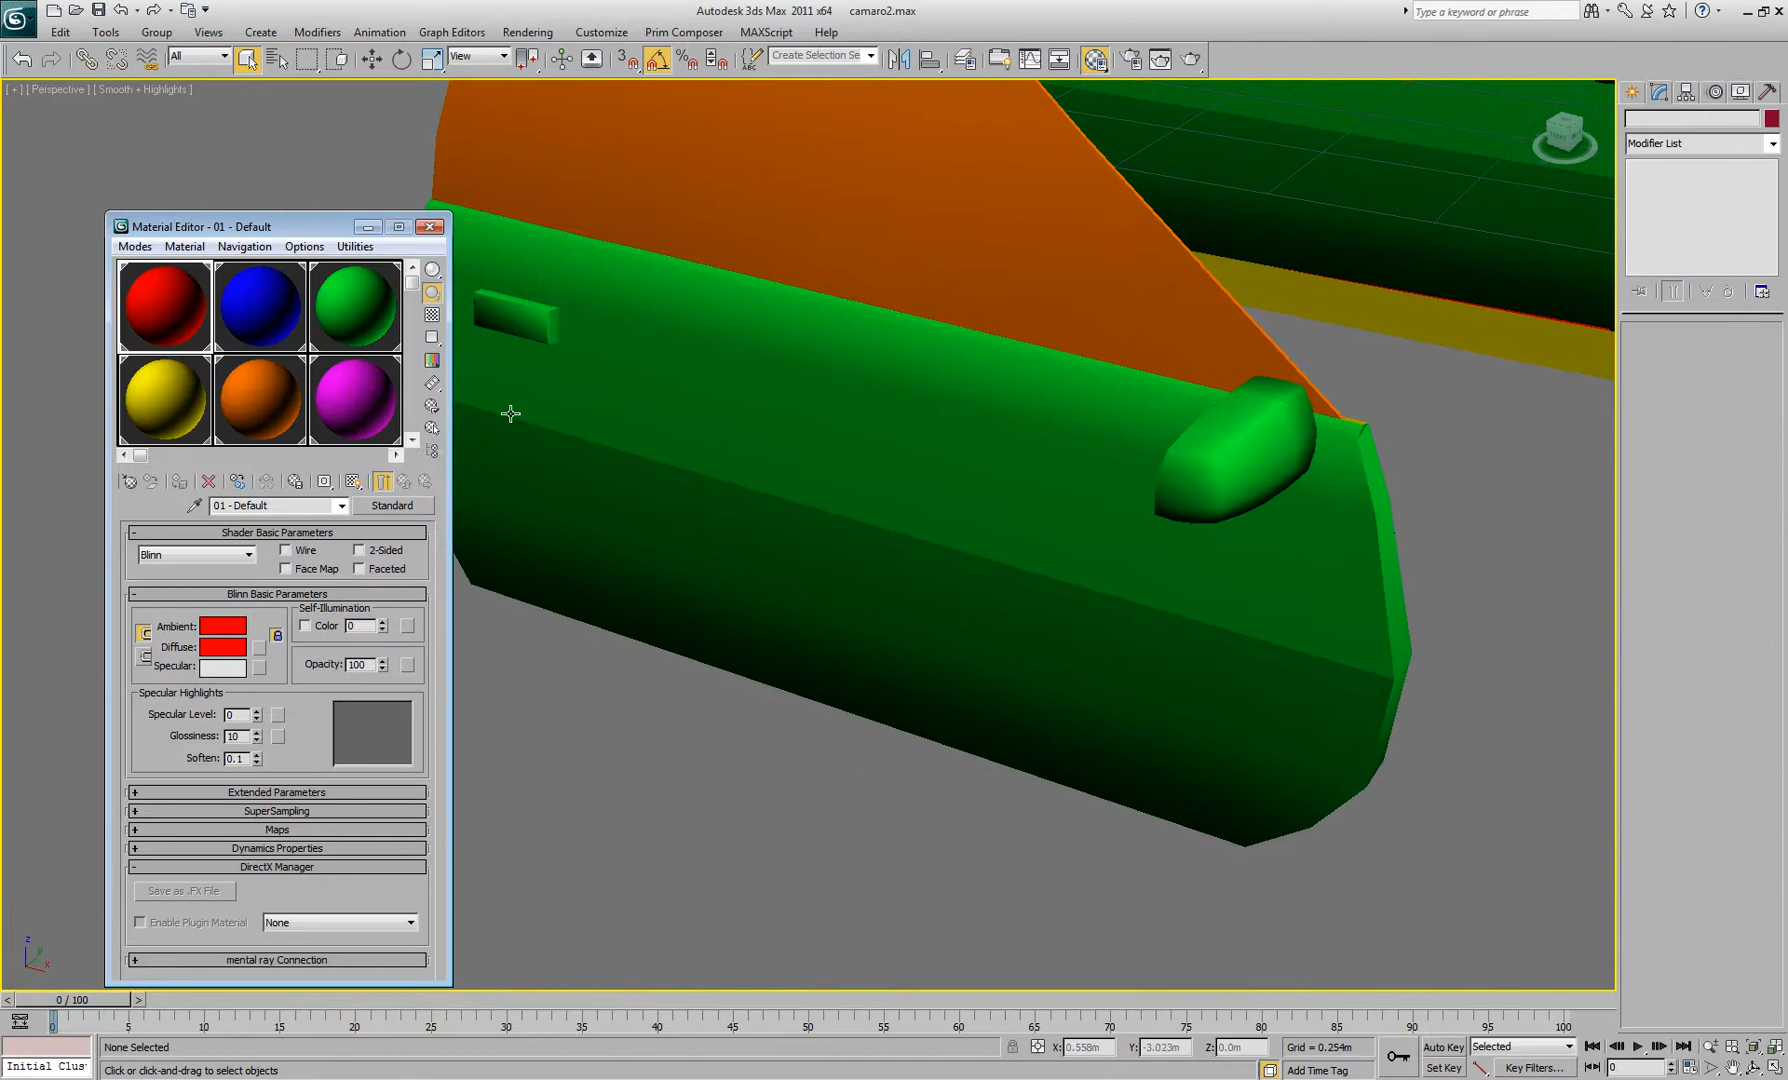 Autodesk 3ds Max 2011 x64 camaro2.max
Type a keyword or phrase
Edit Tools Group Views Create Modifiers Animation Graph Editors Rendering Customize Prim Composer MAXScript Help
All View 3 Create Selection Se
[ + ] [ Perspective ] [ Smooth + Highlights ]
Modifier List
Material Editor - 01 - Default
Modes Material Navigation Options Utilities
01 - Default Standard
Shader Basic Parameters
Blinn Wire 2-Sided
Face Map Faceted
Blinn Basic Parameters
Self-Illumination
Ambient: Color 0
Diffuse:
Specular: Opacity: 100
Specular Highlights
Specular Level: 0
Glossiness: 10
Soften: 0.1
Extended Parameters
SuperSampling
Maps
Dynamics Properties
DirectX Manager
Save as .FX File
Enable Plugin Material None
mental ray Connection
z
y
x
0 / 100
0 5 10 15 20 25 30 35 40 45 50 55 60 65 70 75 80 85 90 95 100
None Selected X: 0.558m Y: -3.023m Z: 0.0m Grid = 0.254m Auto Key Selected
Initial Clus Click or click-and-drag to select objects Add Time Tag Set Key Key Filters... 0